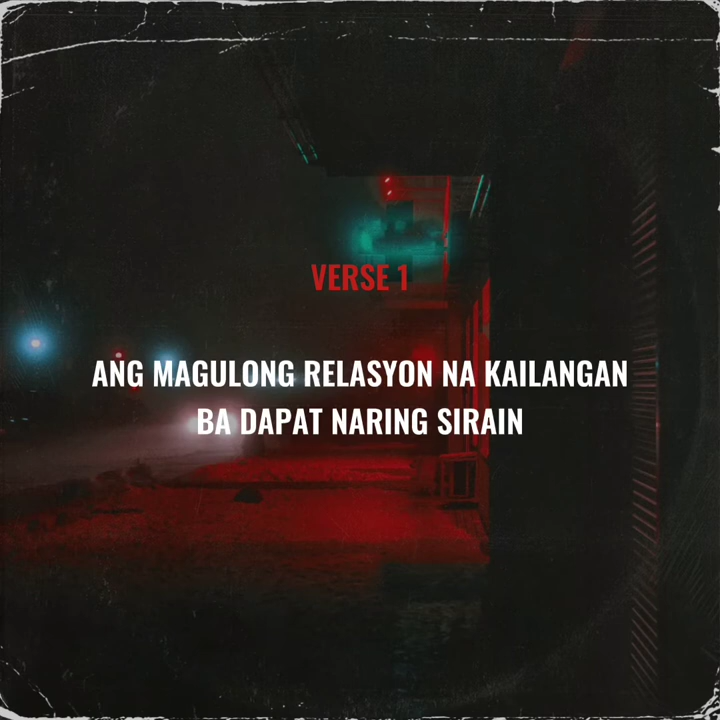 VERSE 1
ANG MAGULONG RELASYON NA KAILANGAN
BA DAPAT NARING SIRAIN